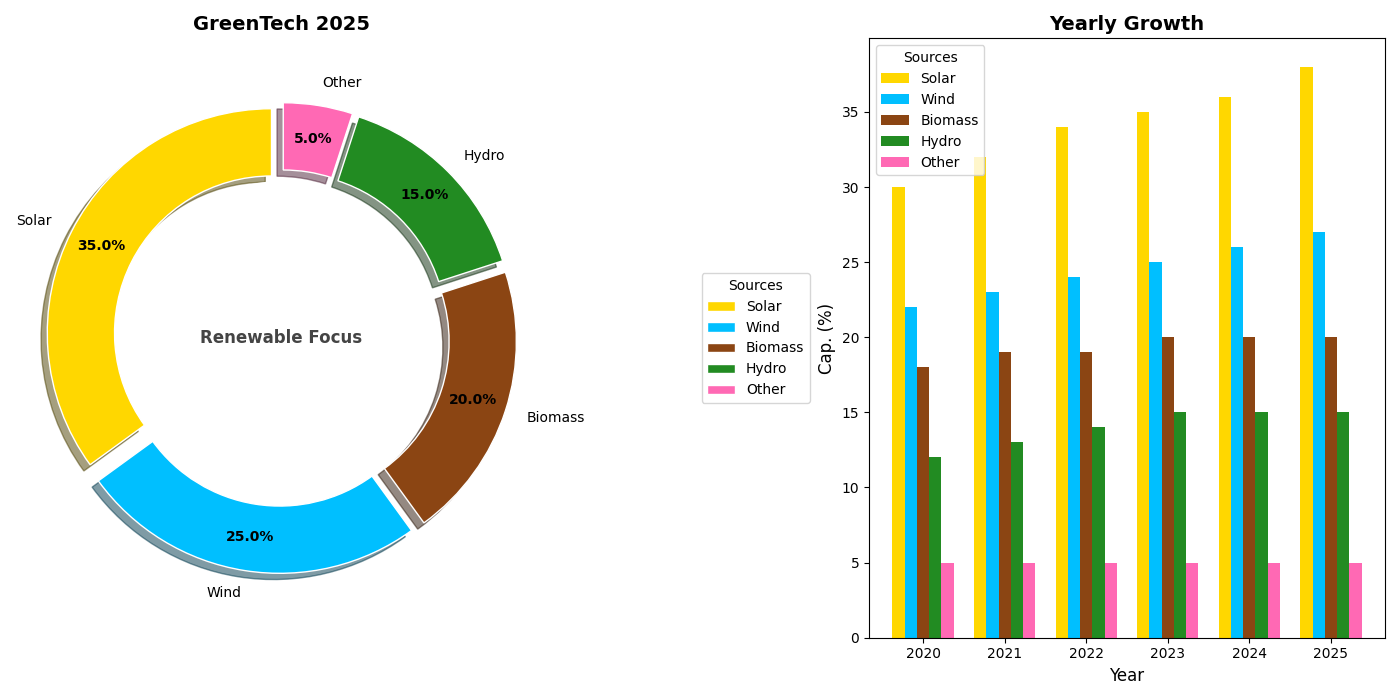 GreenTech 2025
Other
Hydro
Solar
Biomass
Wind
5.0%
15.0%
35.0%
20.0%
25.0%
Renewable Focus
Sources
Solar
Wind
Biomass
Hydro
Other
Yearly Growth
Sources
Solar
Wind
Biomass
Hydro
Other
Cap. (%)
35
30
25
20
15
10
5
0
2020 2021 2022 2023 2024 2025
Year